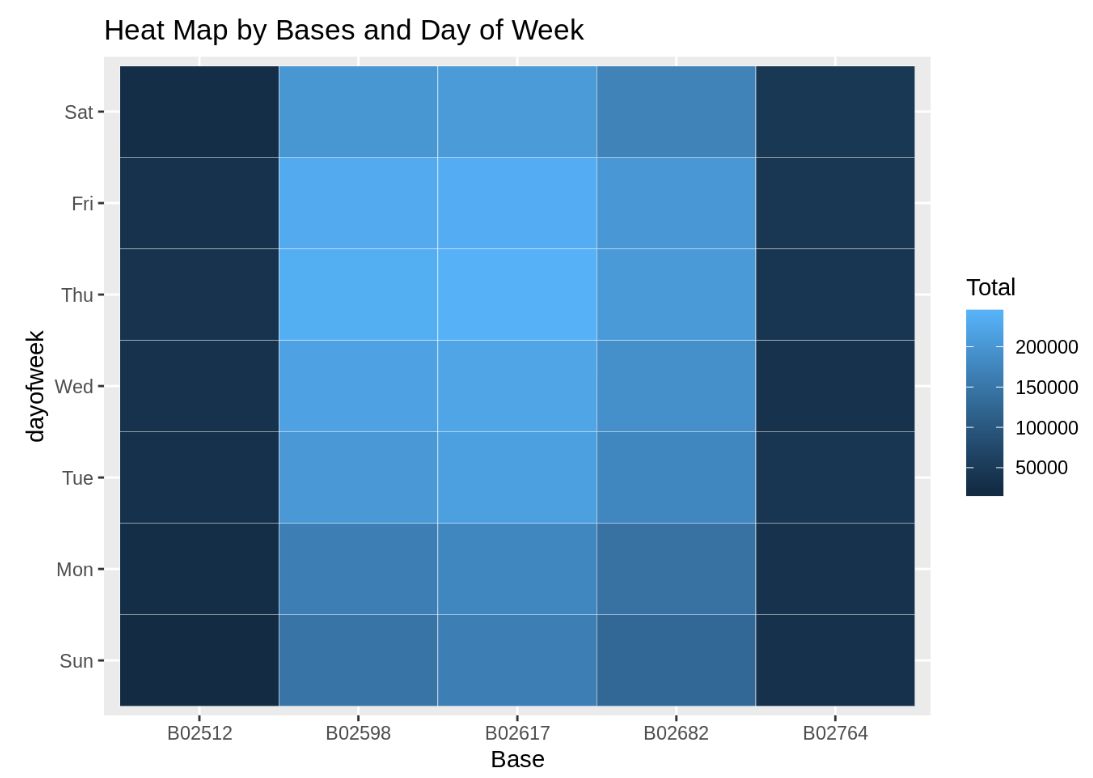 Heat Map by Bases and Day of Week
dayofweek
Sat
Fri
Thu
Wed
Tue
Mon
Sun
B02512 B02598 B02617 B02682 B02764
Base
Total
200000
150000
100000
50000